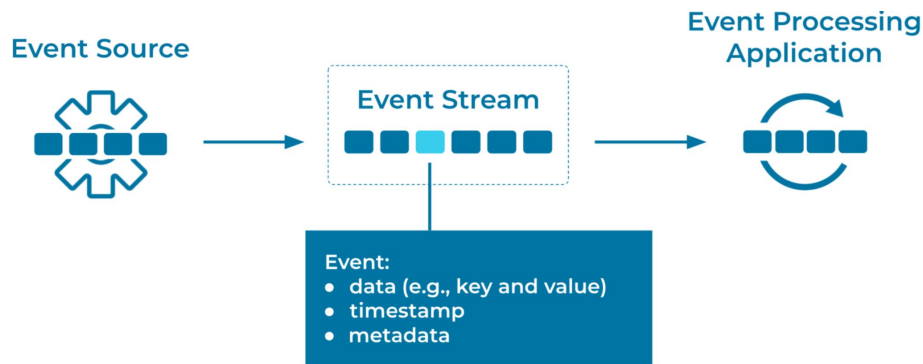 Event Source
Event Stream
Event Processing
Application
Event:
● data (e.g., key and value)
● timestamp
● metadata